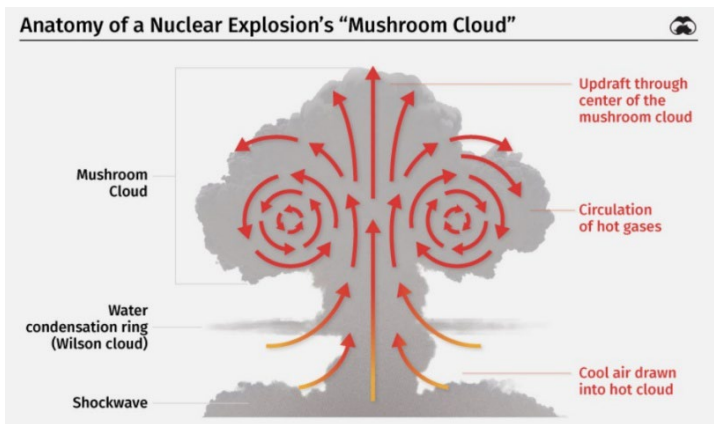 Anatomy of a Nuclear Explosion’s “Mushroom Cloud”
Updraft through
center of the
mushroom cloud
Mushroom
Cloud
Circulation
of hot gases
Water
condensation ring
(Wilson cloud)
Cool air drawn
into hot cloud
Shockwave